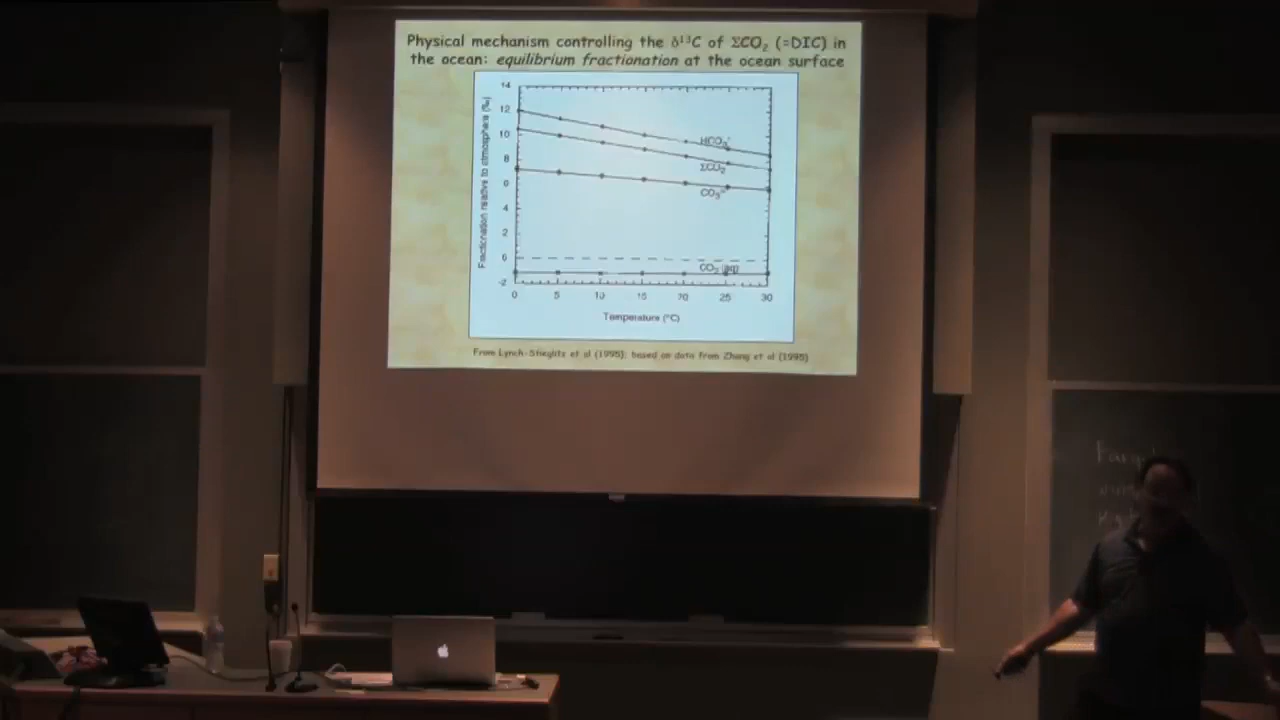 Physical mechanism controlling the δ¹³C of ΣCO₂ (=DIC) in
the ocean: equilibrium fractionation at the ocean surface
14
12
10
8
6
4
2
0
-2
Fractionation relative to atmosphere (‰)
HCO₃⁻
ΣCO₂
CO₃⁼
CO₂ (aq)
0 5 10 15 20 25 30
Temperature (°C)
From Lynch-Stieglitz et al (1995); based on data from Zhang et al (1995)